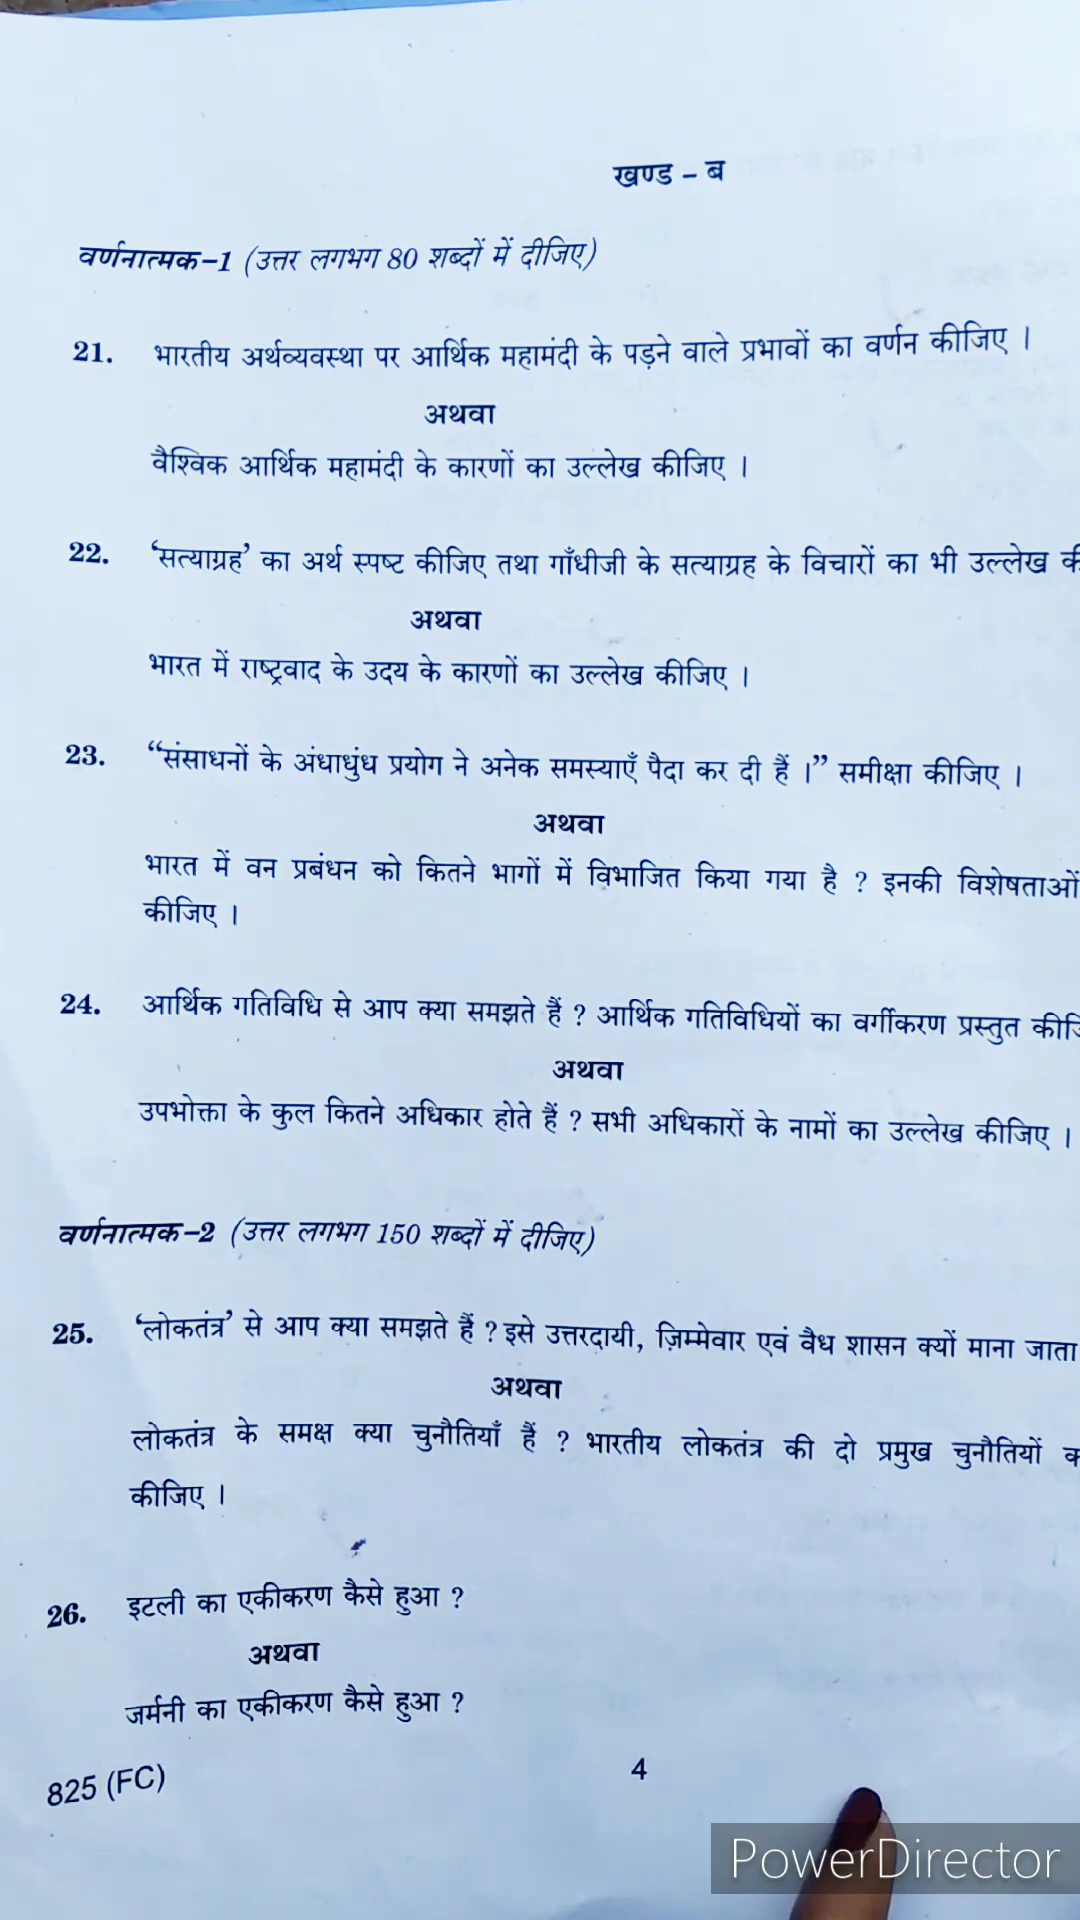 खण्ड – ब
वर्णनात्मक–1 (उत्तर लगभग 80 शब्दों में दीजिए)
21. भारतीय अर्थव्यवस्था पर आर्थिक महामंदी के पड़ने वाले प्रभावों का वर्णन कीजिए ।
अथवा
वैश्विक आर्थिक महामंदी के कारणों का उल्लेख कीजिए ।
22. 'सत्याग्रह' का अर्थ स्पष्ट कीजिए तथा गाँधीजी के सत्याग्रह के विचारों का भी उल्लेख
अथवा
भारत में राष्ट्रवाद के उदय के कारणों का उल्लेख कीजिए ।
23. "संसाधनों के अंधाधुंध प्रयोग ने अनेक समस्याएँ पैदा कर दी हैं ।" समीक्षा कीजिए ।
अथवा
भारत में वन प्रबंधन को कितने भागों में विभाजित किया गया है ? इनकी विशेषताओं
कीजिए ।
24. आर्थिक गतिविधि से आप क्या समझते हैं ? आर्थिक गतिविधियों का वर्गीकरण प्रस्तुत
अथवा
उपभोक्ता के कुल कितने अधिकार होते हैं ? सभी अधिकारों के नामों का उल्लेख कीजिए ।
वर्णनात्मक–2 (उत्तर लगभग 150 शब्दों में दीजिए)
25. 'लोकतंत्र' से आप क्या समझते हैं ? इसे उत्तरदायी, ज़िम्मेवार एवं वैध शासन क्यों माना जाता
अथवा
लोकतंत्र के समक्ष क्या चुनौतियाँ हैं ? भारतीय लोकतंत्र की दो प्रमुख चुनौतियों
कीजिए ।
26. इटली का एकीकरण कैसे हुआ ?
अथवा
जर्मनी का एकीकरण कैसे हुआ ?
825 (FC)
4
PowerDirector